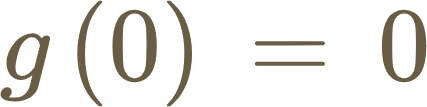 g(0) = 0